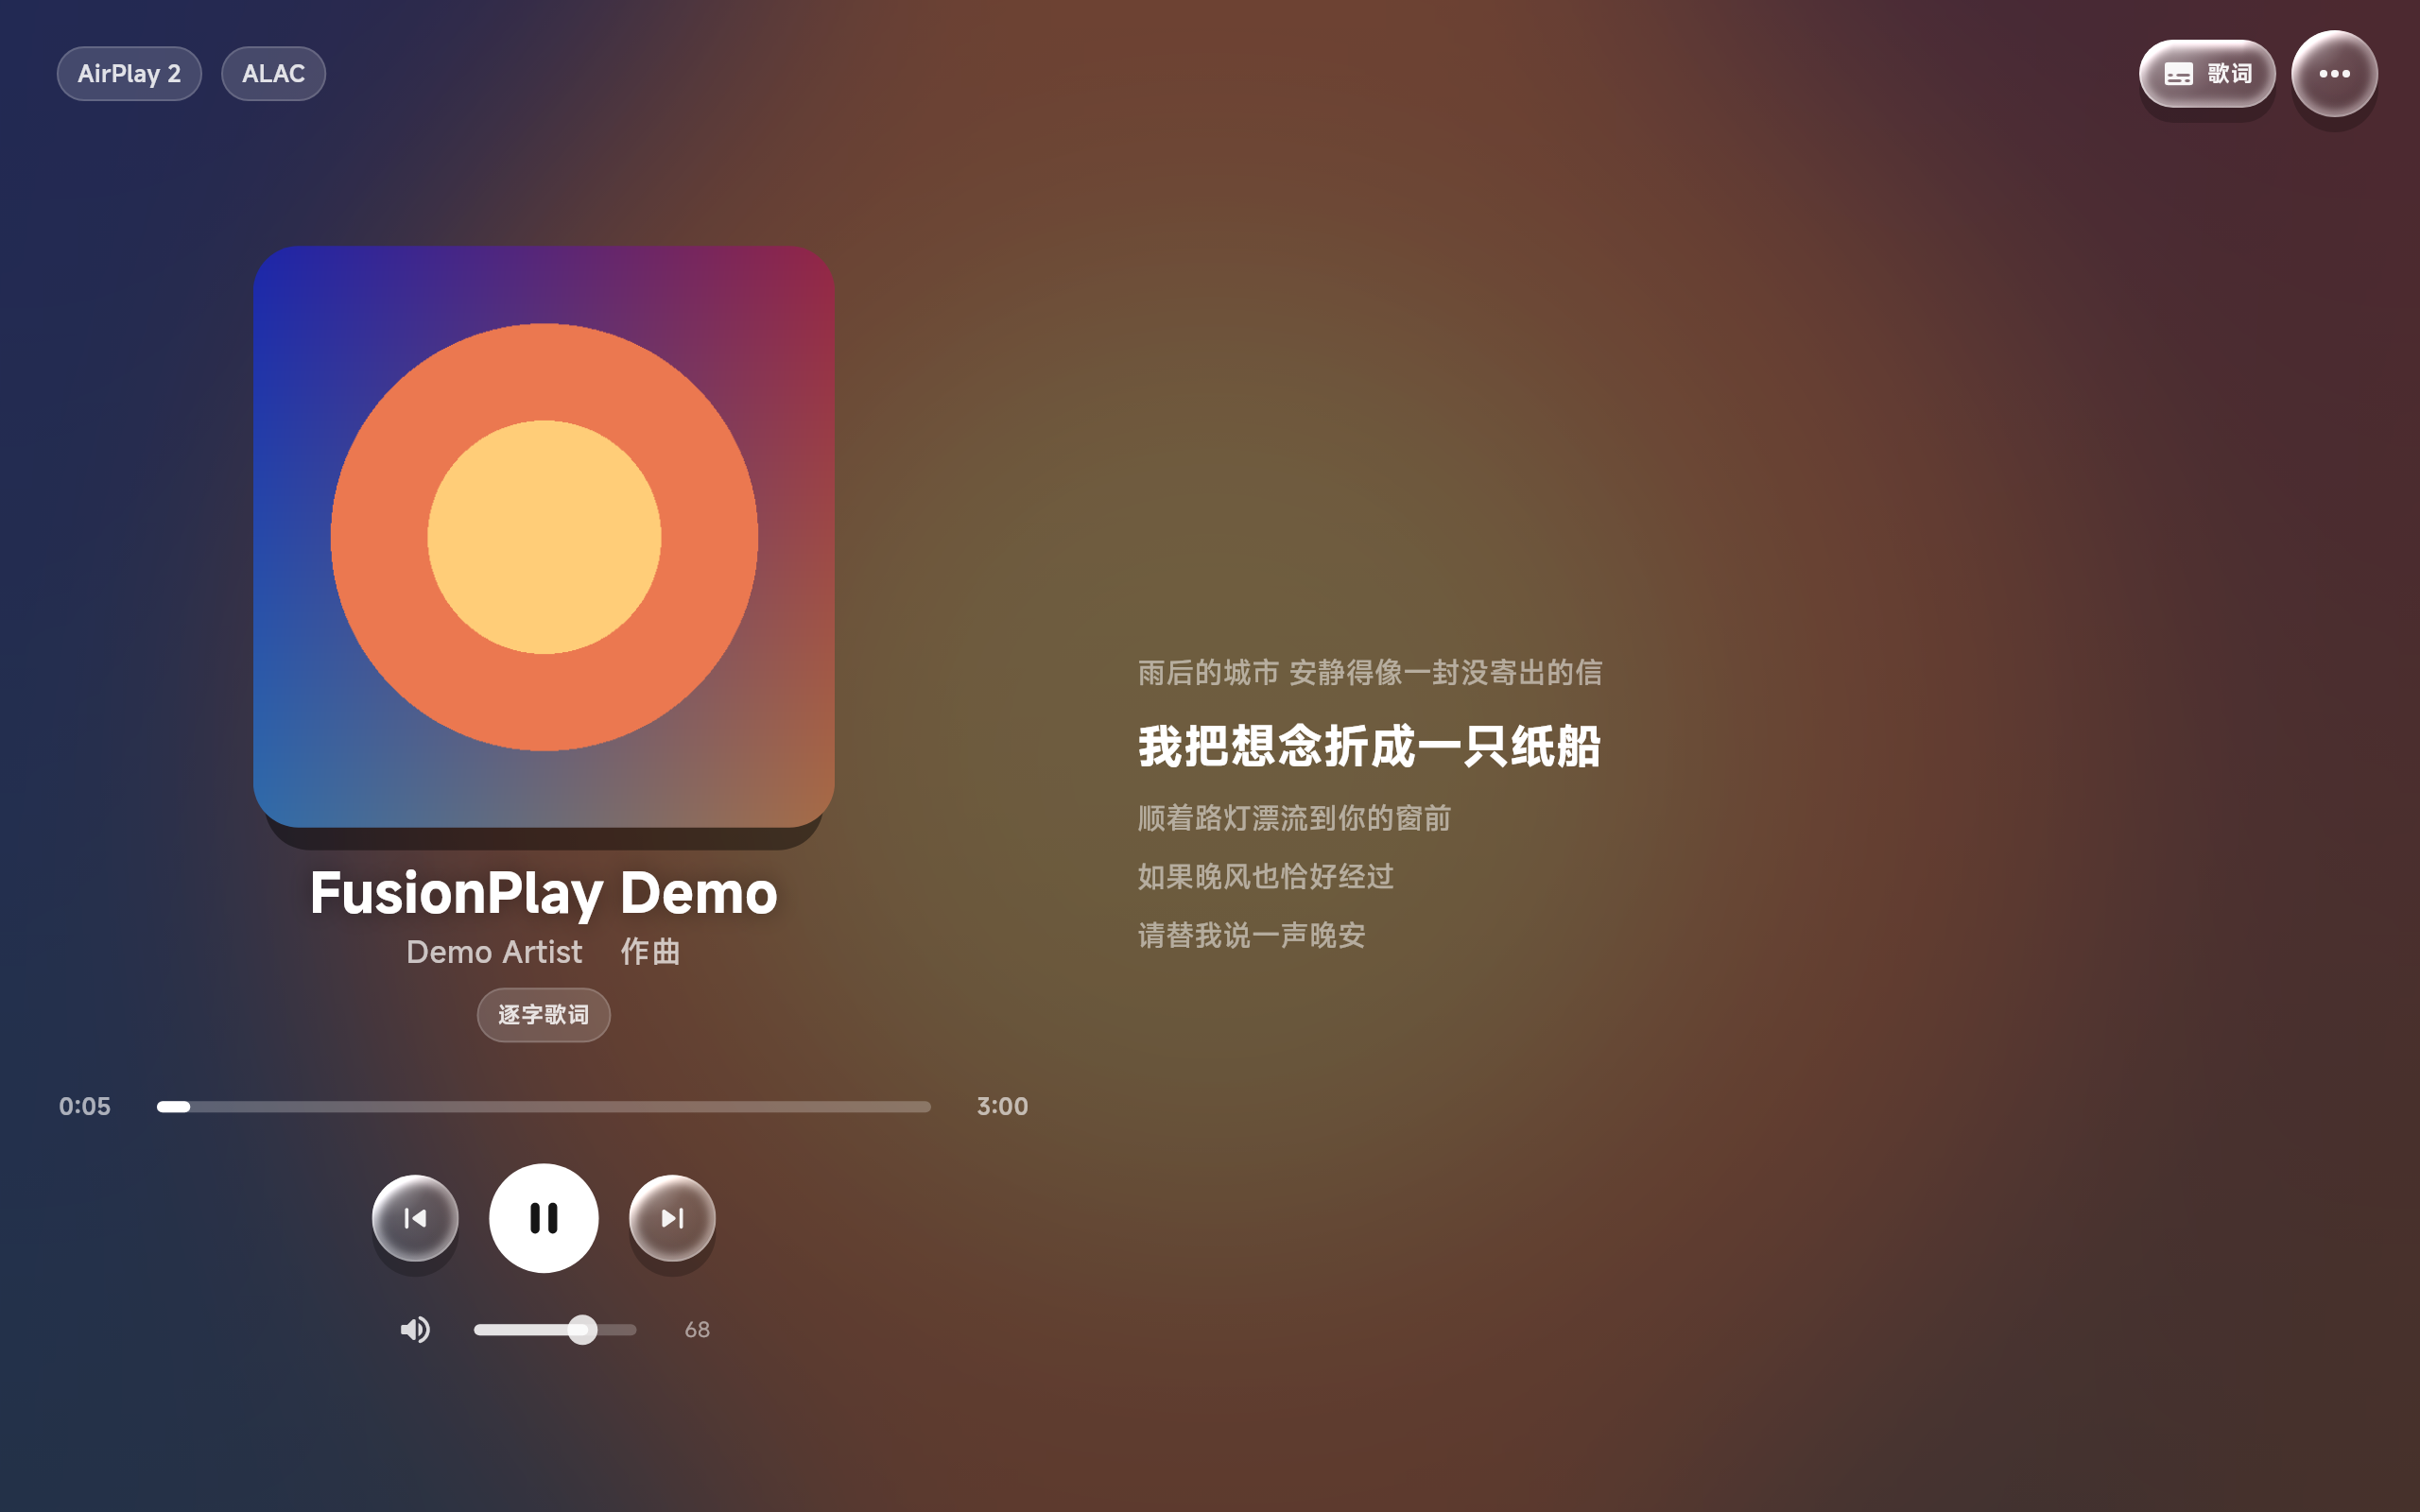 AirPlay 2
ALAC
歌词
FusionPlay Demo
Demo Artist 作曲
逐字歌词
0:05
3:00
68
雨后的城市 安静得像一封没寄出的信
我把想念折成一只纸船
顺着路灯漂流到你的窗前
如果晚风也恰好经过
请替我说一声晚安